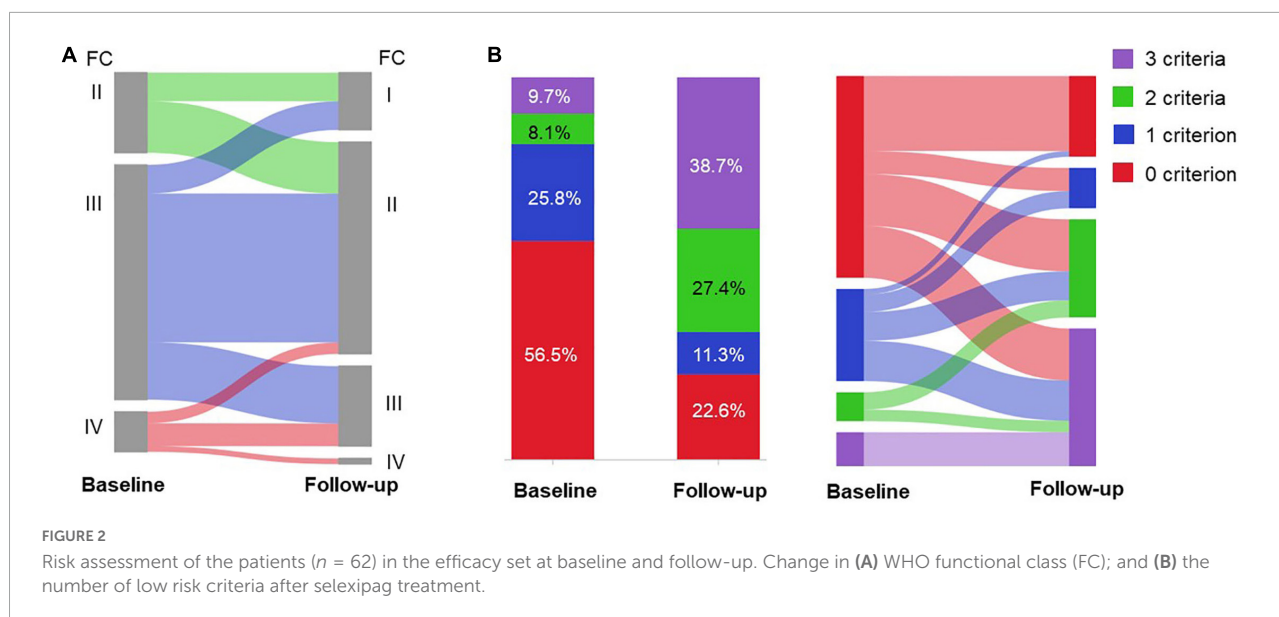 A
FC
II
III
IV
Baseline
FC
I
II
III
IV
Follow-up
B
9.7%
8.1%
25.8%
56.5%
Baseline
38.7%
27.4%
11.3%
22.6%
Follow-up
Baseline
Follow-up
3 criteria
2 criteria
1 criterion
0 criterion
FIGURE 2
Risk assessment of the patients (n = 62) in the efficacy set at baseline and follow-up. Change in (A) WHO functional class (FC); and (B) the
number of low risk criteria after selexipag treatment.